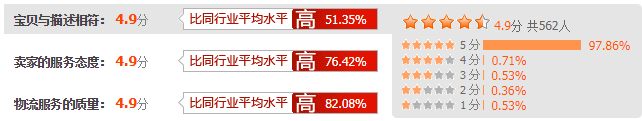 宝贝与描述相符： 4.9分 比同行业平均水平 高 51.35%
卖家的服务态度： 4.9分 比同行业平均水平 高 76.42%
物流服务的质量： 4.9分 比同行业平均水平 高 82.08%
4.9分 共562人
5 分 97.86%
4 分 0.71%
3 分 0.53%
2 分 0.36%
1 分 0.53%